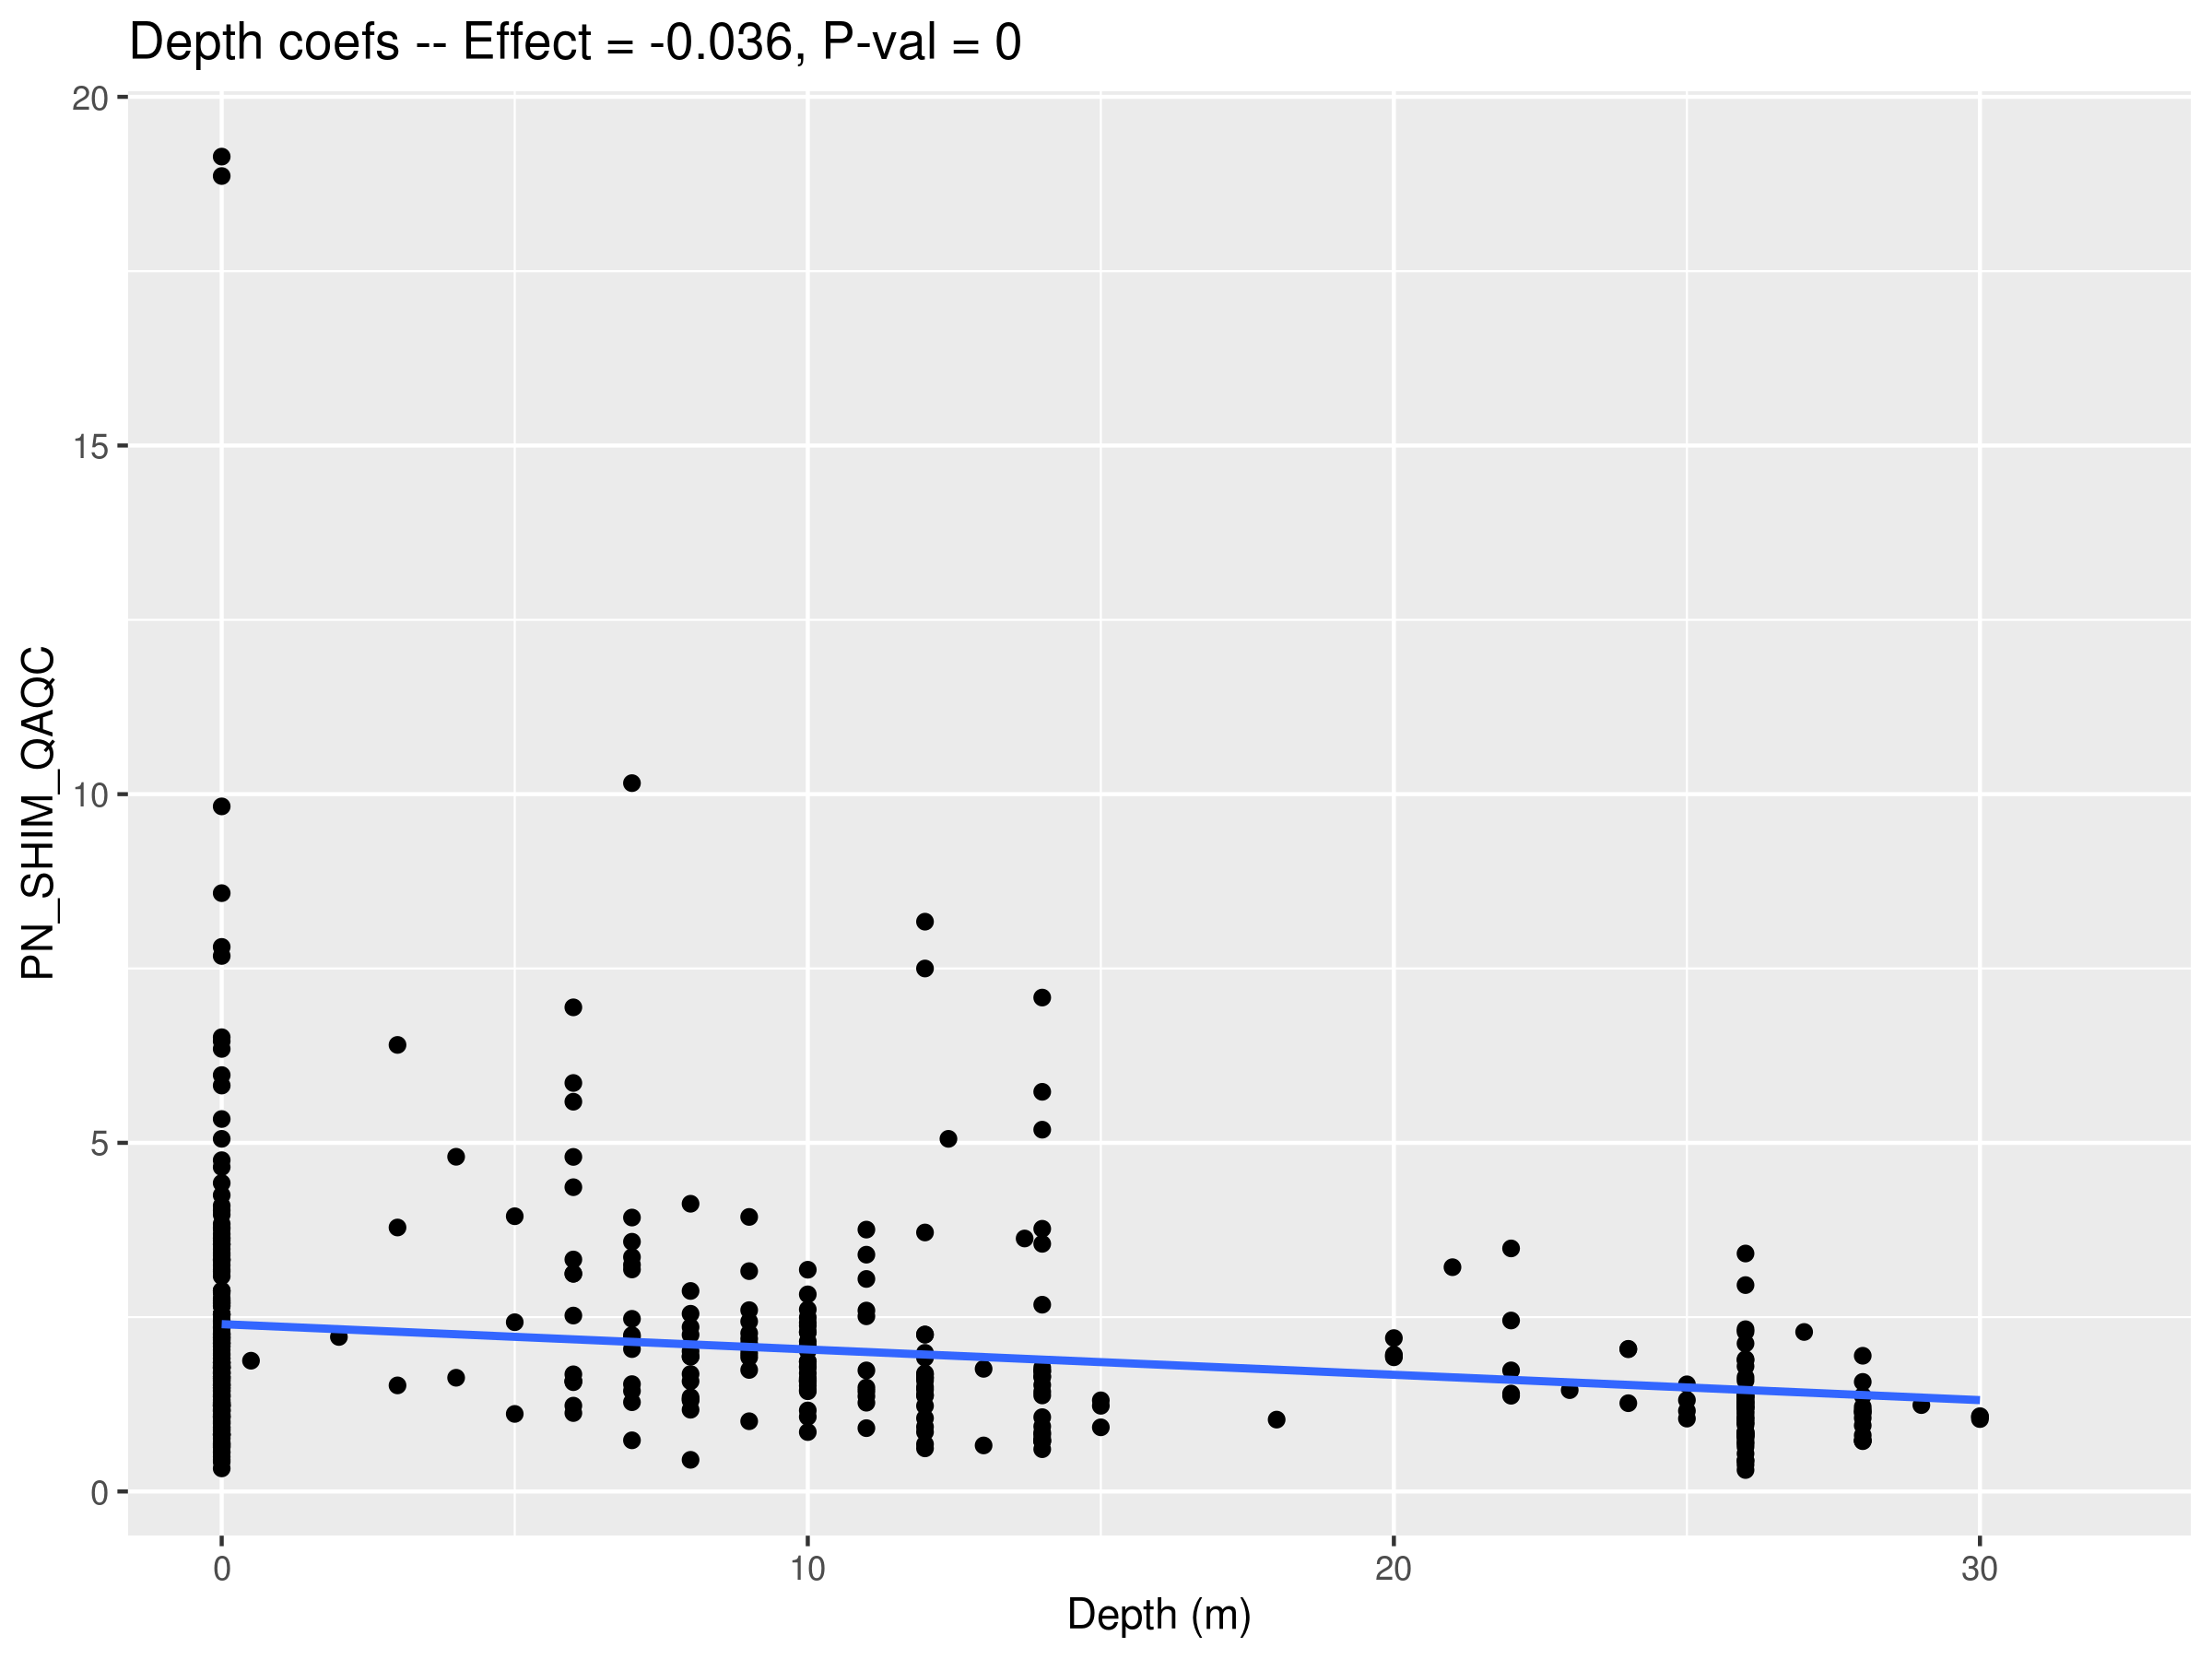 Depth coefs -- Effect = -0.036, P-val = 0
20
15
10
5
0
PN_SHIM_QAQC
0 10 20 30
Depth (m)